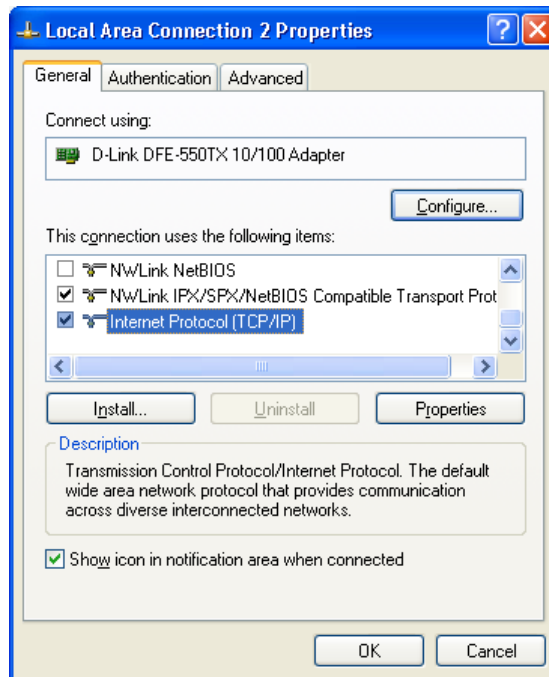 Local Area Connection 2 Properties
General Authentication Advanced
Connect using:
D-Link DFE-550TX 10/100 Adapter
Configure...
This connection uses the following items:
NWLink NetBIOS
NWLink IPX/SPX/NetBIOS Compatible Transport Prot
Internet Protocol (TCP/IP)
Install... Uninstall Properties
Description
Transmission Control Protocol/Internet Protocol. The default
wide area network protocol that provides communication
across diverse interconnected networks.
Show icon in notification area when connected
OK Cancel